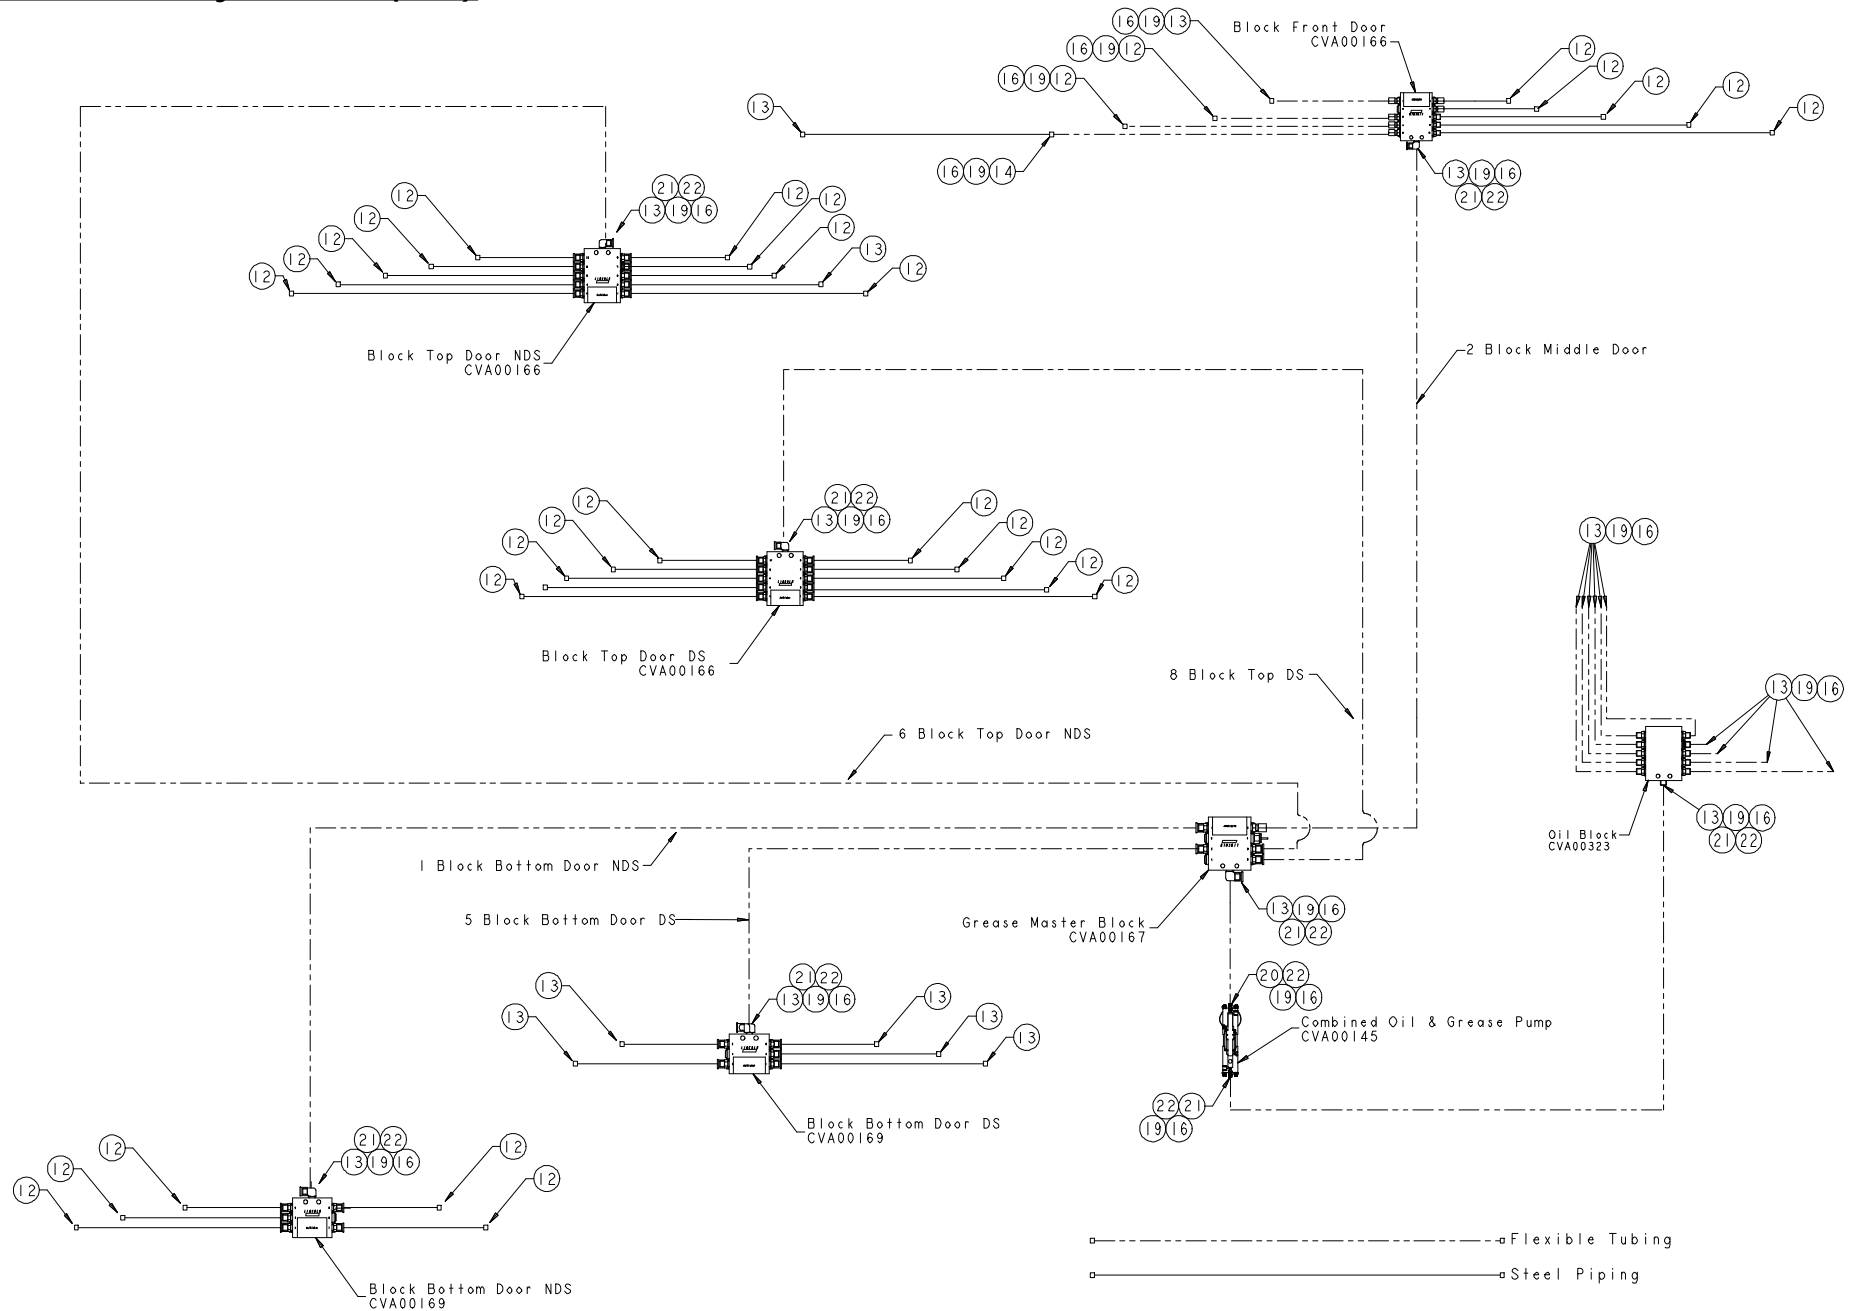 16 19 13
Block Front Door
CVA00166
16 19 12
12
16 19 12
12
12
12
13
12
16 19 14
13 19 16
21 22
21 22
13 19 16
12
12
12
12
12
12
12
12
13
12
12
Block Top Door NDS
CVA00166
2 Block Middle Door
21 22
13 19 16
12
12
12
12
12
12
12
12
12
13 19 16
Block Top Door DS
CVA00166
8 Block Top DS
13 19 16
6 Block Top Door NDS
13 19 16
21 22
Oil Block
CVA00323
1 Block Bottom Door NDS
5 Block Bottom Door DS
Grease Master Block
CVA00167
13 19 16
21 22
21 22
13 19 16
13
13
13
13
13
20 22
19 16
Combined Oil & Grease Pump
CVA00145
22 21
19 16
Block Bottom Door DS
CVA00169
21 22
13 19 16
12
12
12
12
12
Block Bottom Door NDS
CVA00169
Flexible Tubing
Steel Piping